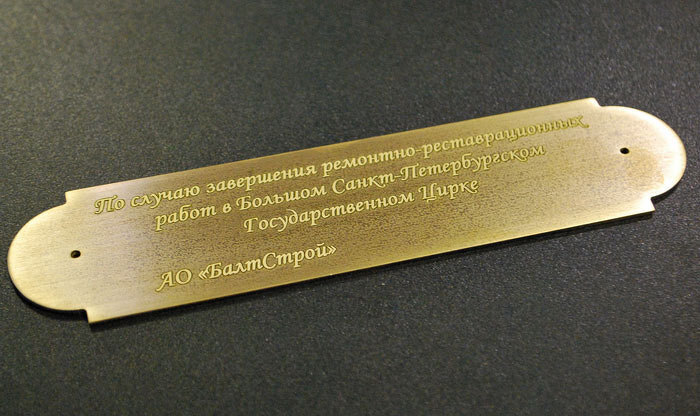 По случаю завершения ремонтно-реставрационных
работ в Большом Санкт-Петербургском
Государственном Цирке
АО «БалтСтрой»